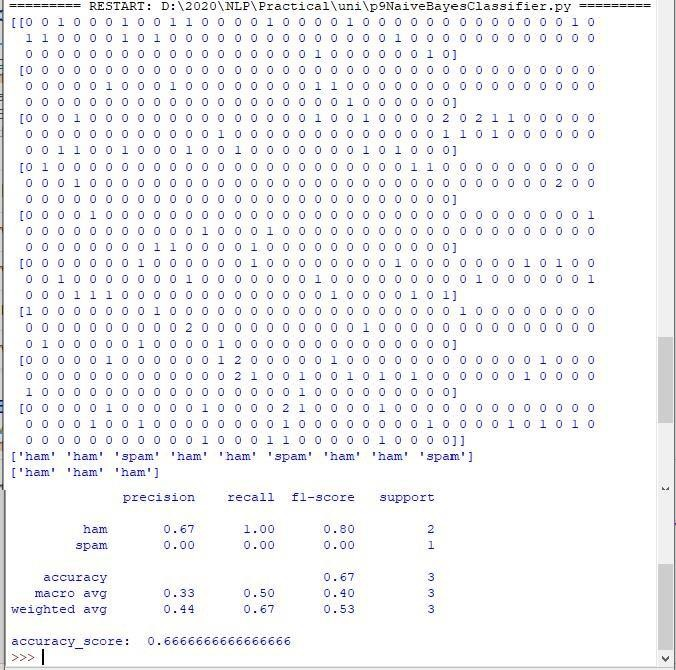 ========= RESTART: D:\2020\NLP\Practical\uni\p9NaiveBayesClassifier.py =========
[[0 0 1 0 0 0 1 0 0 1 1 0 0 0 0 1 0 0 0 0 1 0 0 0 0 0 0 0 0 0 0 0 0 0 1 0
1 1 0 0 0 0 1 0 1 0 0 0 0 0 0 0 0 0 0 0 0 0 0 1 0 0 0 0 0 0 0 0 0 0 0 0
0 0 0 0 0 0 0 0 0 0 0 0 0 0 0 0 0 0 1 0 0 0 0 0 0 1 0]
[0 0 0 0 0 0 0 0 0 0 0 0 0 0 0 0 0 0 0 0 0 0 0 0 0 0 0 0 0 0 0 0 0 0 0 0
0 0 0 0 0 1 0 0 0 1 0 0 0 0 0 0 0 0 1 1 0 0 0 0 0 0 0 0 0 0 0 0 0 0 0 0
0 0 0 0 0 0 0 0 0 0 0 0 0 0 0 0 0 0 0 0 1 0 0 0 0 0 0]
[0 0 0 1 0 0 0 0 0 0 0 0 0 0 0 0 0 0 1 0 0 1 0 0 0 0 2 0 2 1 1 0 0 0 0 0
0 0 0 0 0 0 0 0 0 0 0 0 1 0 0 0 0 0 0 0 0 0 0 0 0 0 1 1 0 1 0 0 0 0 0 0
0 0 1 1 0 0 1 0 0 0 1 0 0 1 0 0 0 0 0 0 0 1 0 1 0 0 0]
[0 1 0 0 0 0 0 0 0 0 0 0 0 0 0 0 0 0 0 0 0 0 0 0 1 1 0 0 0 0 0 0 0 0 0 0
0 0 0 1 0 0 0 0 0 0 0 0 0 0 0 0 0 0 0 0 0 0 0 0 0 0 0 0 0 0 0 0 0 2 0 0
0 0 0 0 0 0 0 0 0 0 0 0 0 0 0 0 0 0 0 0 0 0 0 0 0 0 0]
[0 0 0 0 1 0 0 0 0 0 0 0 0 0 0 0 0 0 0 0 0 0 0 0 0 0 0 0 0 0 0 0 0 0 0 1
0 0 0 0 0 0 0 0 0 0 0 1 0 0 0 1 0 0 0 0 0 0 0 0 0 0 0 0 0 0 0 0 0 0 0 0
0 0 0 0 0 0 0 0 1 1 0 0 0 0 1 0 0 0 0 0 0 0 0 0 0 0 0]
[0 0 0 0 0 0 0 1 0 0 0 0 0 0 1 0 0 0 0 0 0 0 0 1 0 0 0 0 0 0 0 1 0 1 0 0
0 0 1 0 0 0 0 0 0 0 1 0 0 0 0 0 0 0 1 0 0 0 0 0 0 0 0 0 1 0 0 0 0 0 0 1
0 0 0 1 1 1 0 0 0 0 0 0 0 0 0 0 0 0 0 1 0 0 0 0 1 0 1]
[1 0 0 0 0 0 0 0 1 0 0 0 0 0 0 0 0 0 0 0 0 0 0 0 0 0 0 1 0 0 0 0 0 0 0 0
0 0 0 0 0 0 0 0 0 0 2 0 0 0 0 0 0 0 0 0 0 1 0 0 0 0 0 0 0 0 0 0 0 0 0 0
0 1 0 0 0 0 0 1 0 0 0 0 1 0 0 0 0 0 0 0 0 0 0 0 0 0 0]
[0 0 0 0 0 1 0 0 0 0 0 0 1 2 0 0 0 0 0 1 0 0 0 0 0 0 0 0 0 0 0 0 1 0 0 0
0 0 0 0 0 0 0 0 0 0 0 0 0 2 1 0 0 1 0 0 1 0 1 0 1 0 0 0 0 0 0 1 0 0 0 0
1 0 0 0 0 0 0 0 0 0 0 0 0 0 0 0 0 1 0 0 0 0 0 0 0 0 0]
[0 0 0 0 0 1 0 0 0 0 0 1 0 0 0 0 2 1 0 0 0 0 1 0 0 0 0 0 0 0 0 0 0 0 0 0
0 0 0 0 1 0 0 1 0 0 0 0 0 0 0 0 1 0 0 0 0 0 0 0 0 1 0 0 0 0 1 0 1 0 1 0
0 0 0 0 0 0 0 0 0 0 0 1 0 0 0 1 1 0 0 0 0 0 1 0 0 0 0]]
['ham' 'ham' 'spam' 'ham' 'ham' 'spam' 'ham' 'ham' 'spam']
['ham' 'ham' 'ham']
precision recall f1-score support
ham 0.67 1.00 0.80 2
spam 0.00 0.00 0.00 1
accuracy 0.67 3
macro avg 0.33 0.50 0.40 3
weighted avg 0.44 0.67 0.53 3
accuracy_score: 0.6666666666666666
>>>